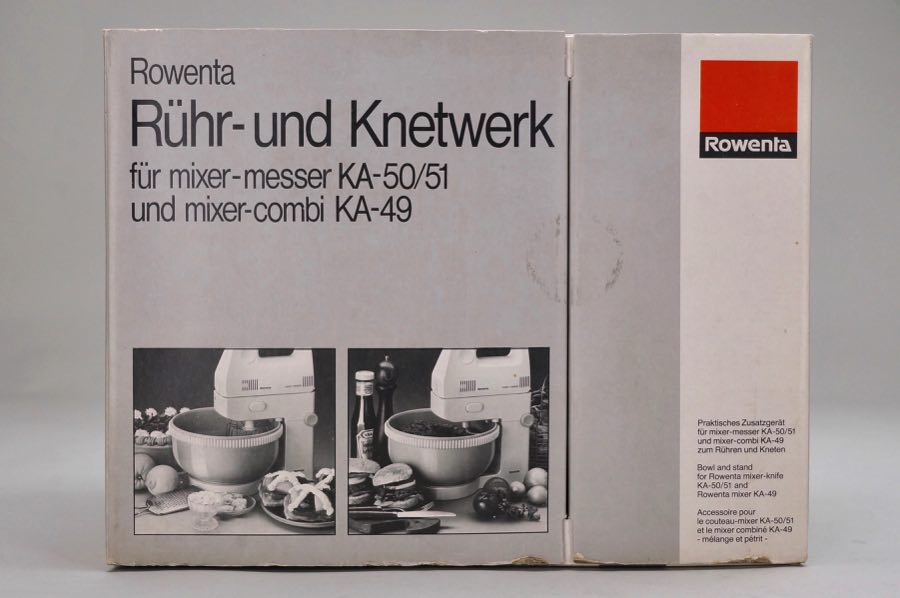 Rowenta
Rühr- und Knetwerk
für mixer-messer KA-50/51
und mixer-combi KA-49
Rowenta
Praktisches Zusatzgerät
für mixer-messer KA-50/51
und mixer-combi KA-49
zum Rühren und Kneten
Bowl and stand
for Rowenta mixer-knife
KA-50/51 and
Rowenta mixer KA-49
Accessoire pour
le couteau-mixer KA-50/51
et le mixer combiné KA-49
- mélange et pétrit -